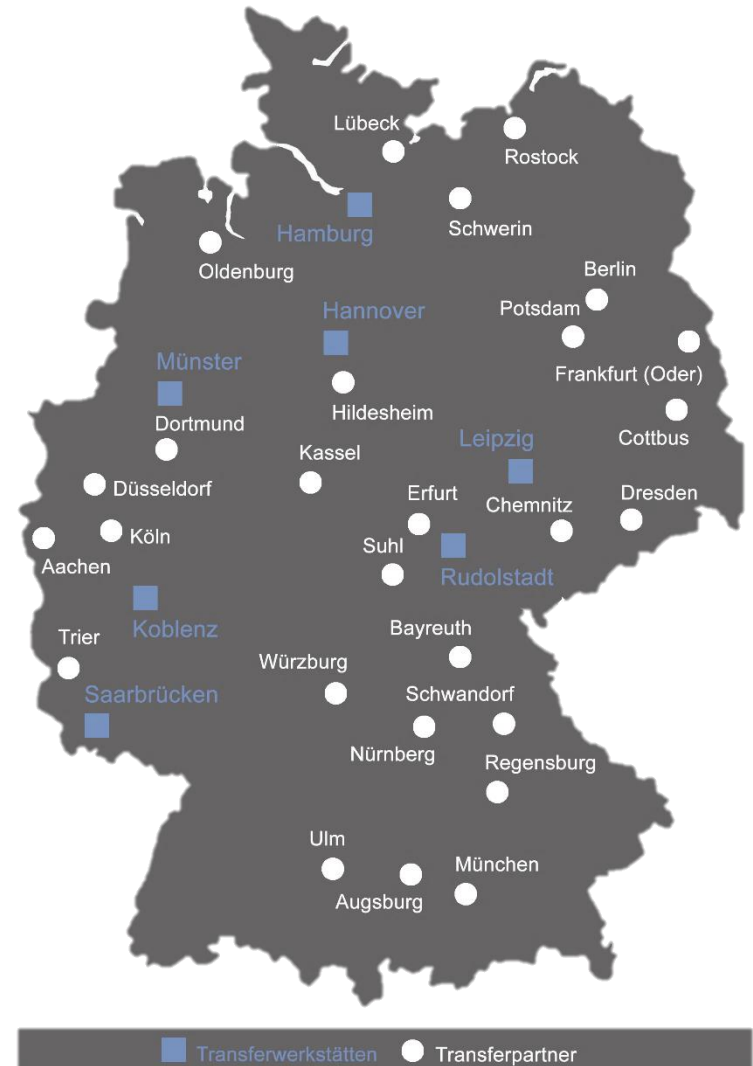 Lübeck
Rostock
Hamburg
Schwerin
Oldenburg
Berlin
Hannover
Potsdam
Münster
Frankfurt (Oder)
Hildesheim
Dortmund
Cottbus
Leipzig
Kassel
Düsseldorf
Erfurt
Chemnitz
Dresden
Köln
Aachen
Suhl
Rudolstadt
Koblenz
Bayreuth
Trier
Würzburg
Saarbrücken
Schwandorf
Nürnberg
Regensburg
Ulm
München
Augsburg
Transferwerkstätten
Transferpartner